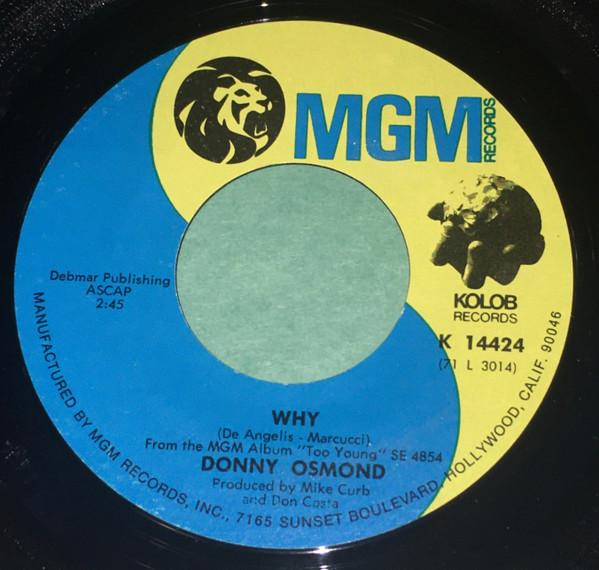 MGM
RECORDS
KOLOB
RECORDS
K 14424
(71 L 3014)
Debmar Publishing
ASCAP
2:45
WHY
(De Angelis - Marcucci)
From the MGM Album "Too Young" SE 4854
DONNY OSMOND
Produced by Mike Curb
and Don Costa
MANUFACTURED BY MGM RECORDS, INC., 7165 SUNSET BOULEVARD, HOLLYWOOD, CALIF. 90046